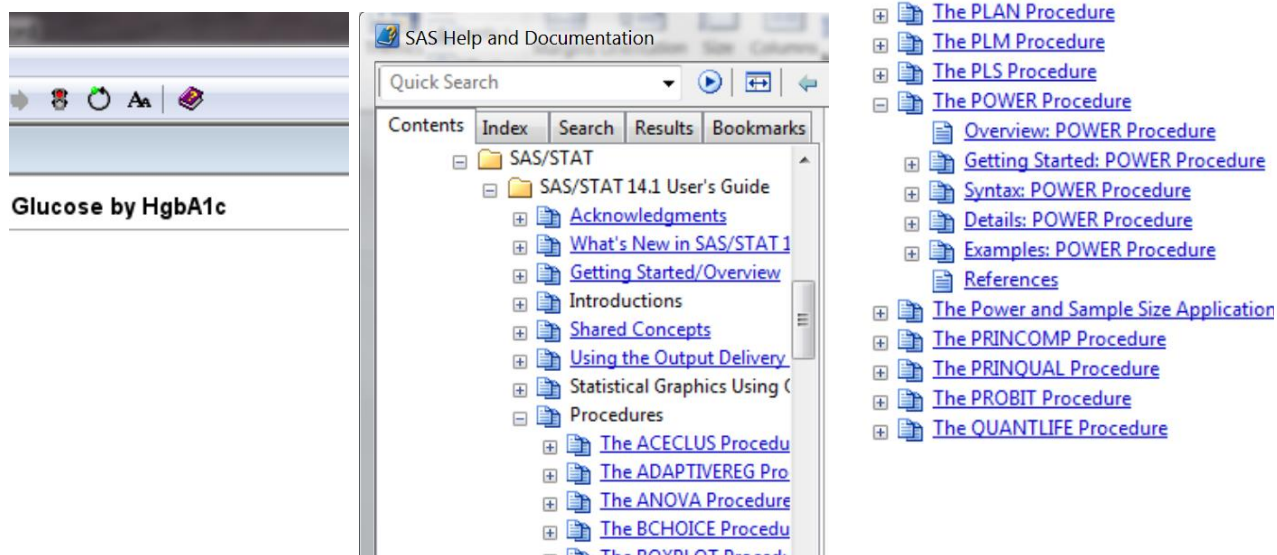 Glucose by HgbA1c
SAS Help and Documentation
Quick Search
Contents Index Search Results Bookmarks
SAS/STAT
SAS/STAT 14.1 User's Guide
Acknowledgments
What's New in SAS/STAT 1
Getting Started/Overview
Introductions
Shared Concepts
Using the Output Delivery
Statistical Graphics Using
Procedures
The ACECLUS Procedu
The ADAPTIVEREG Pro
The ANOVA Procedure
The BCHOICE Procedu
The BOXPLOT
The PLAN Procedure
The PLM Procedure
The PLS Procedure
The POWER Procedure
Overview: POWER Procedure
Getting Started: POWER Procedure
Syntax: POWER Procedure
Details: POWER Procedure
Examples: POWER Procedure
References
The Power and Sample Size Application
The PRINCOMP Procedure
The PRINQUAL Procedure
The PROBIT Procedure
The QUANTLIFE Procedure